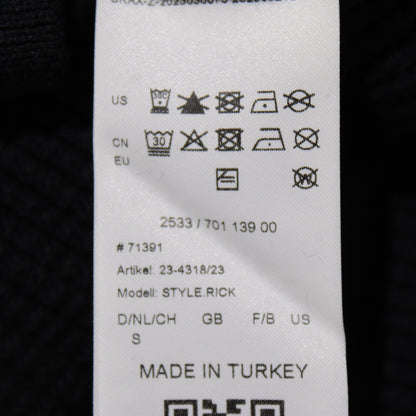 US
CN 30
EU
W
2533 / 701 139 00
# 71391
Artikel: 23-4318/23
Modell: STYLE.RICK
D/NL/CH GB F/B US
S
MADE IN TURKEY